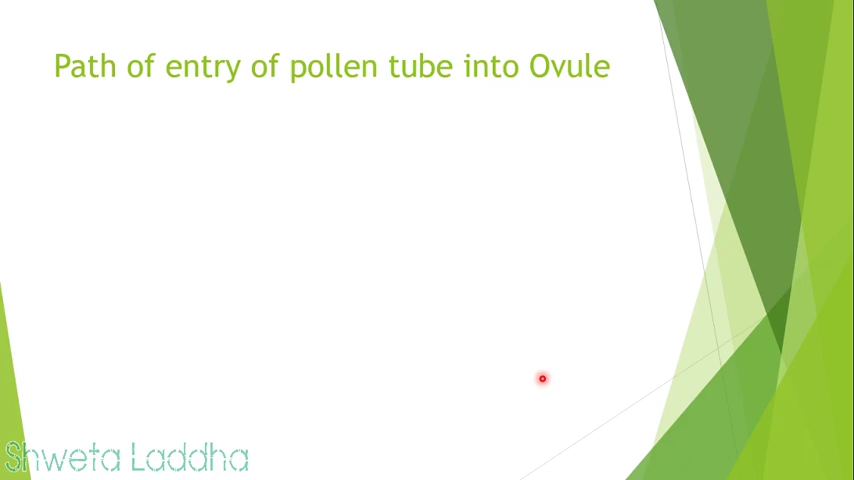 Path of entry of pollen tube into Ovule
Shweta Laddha